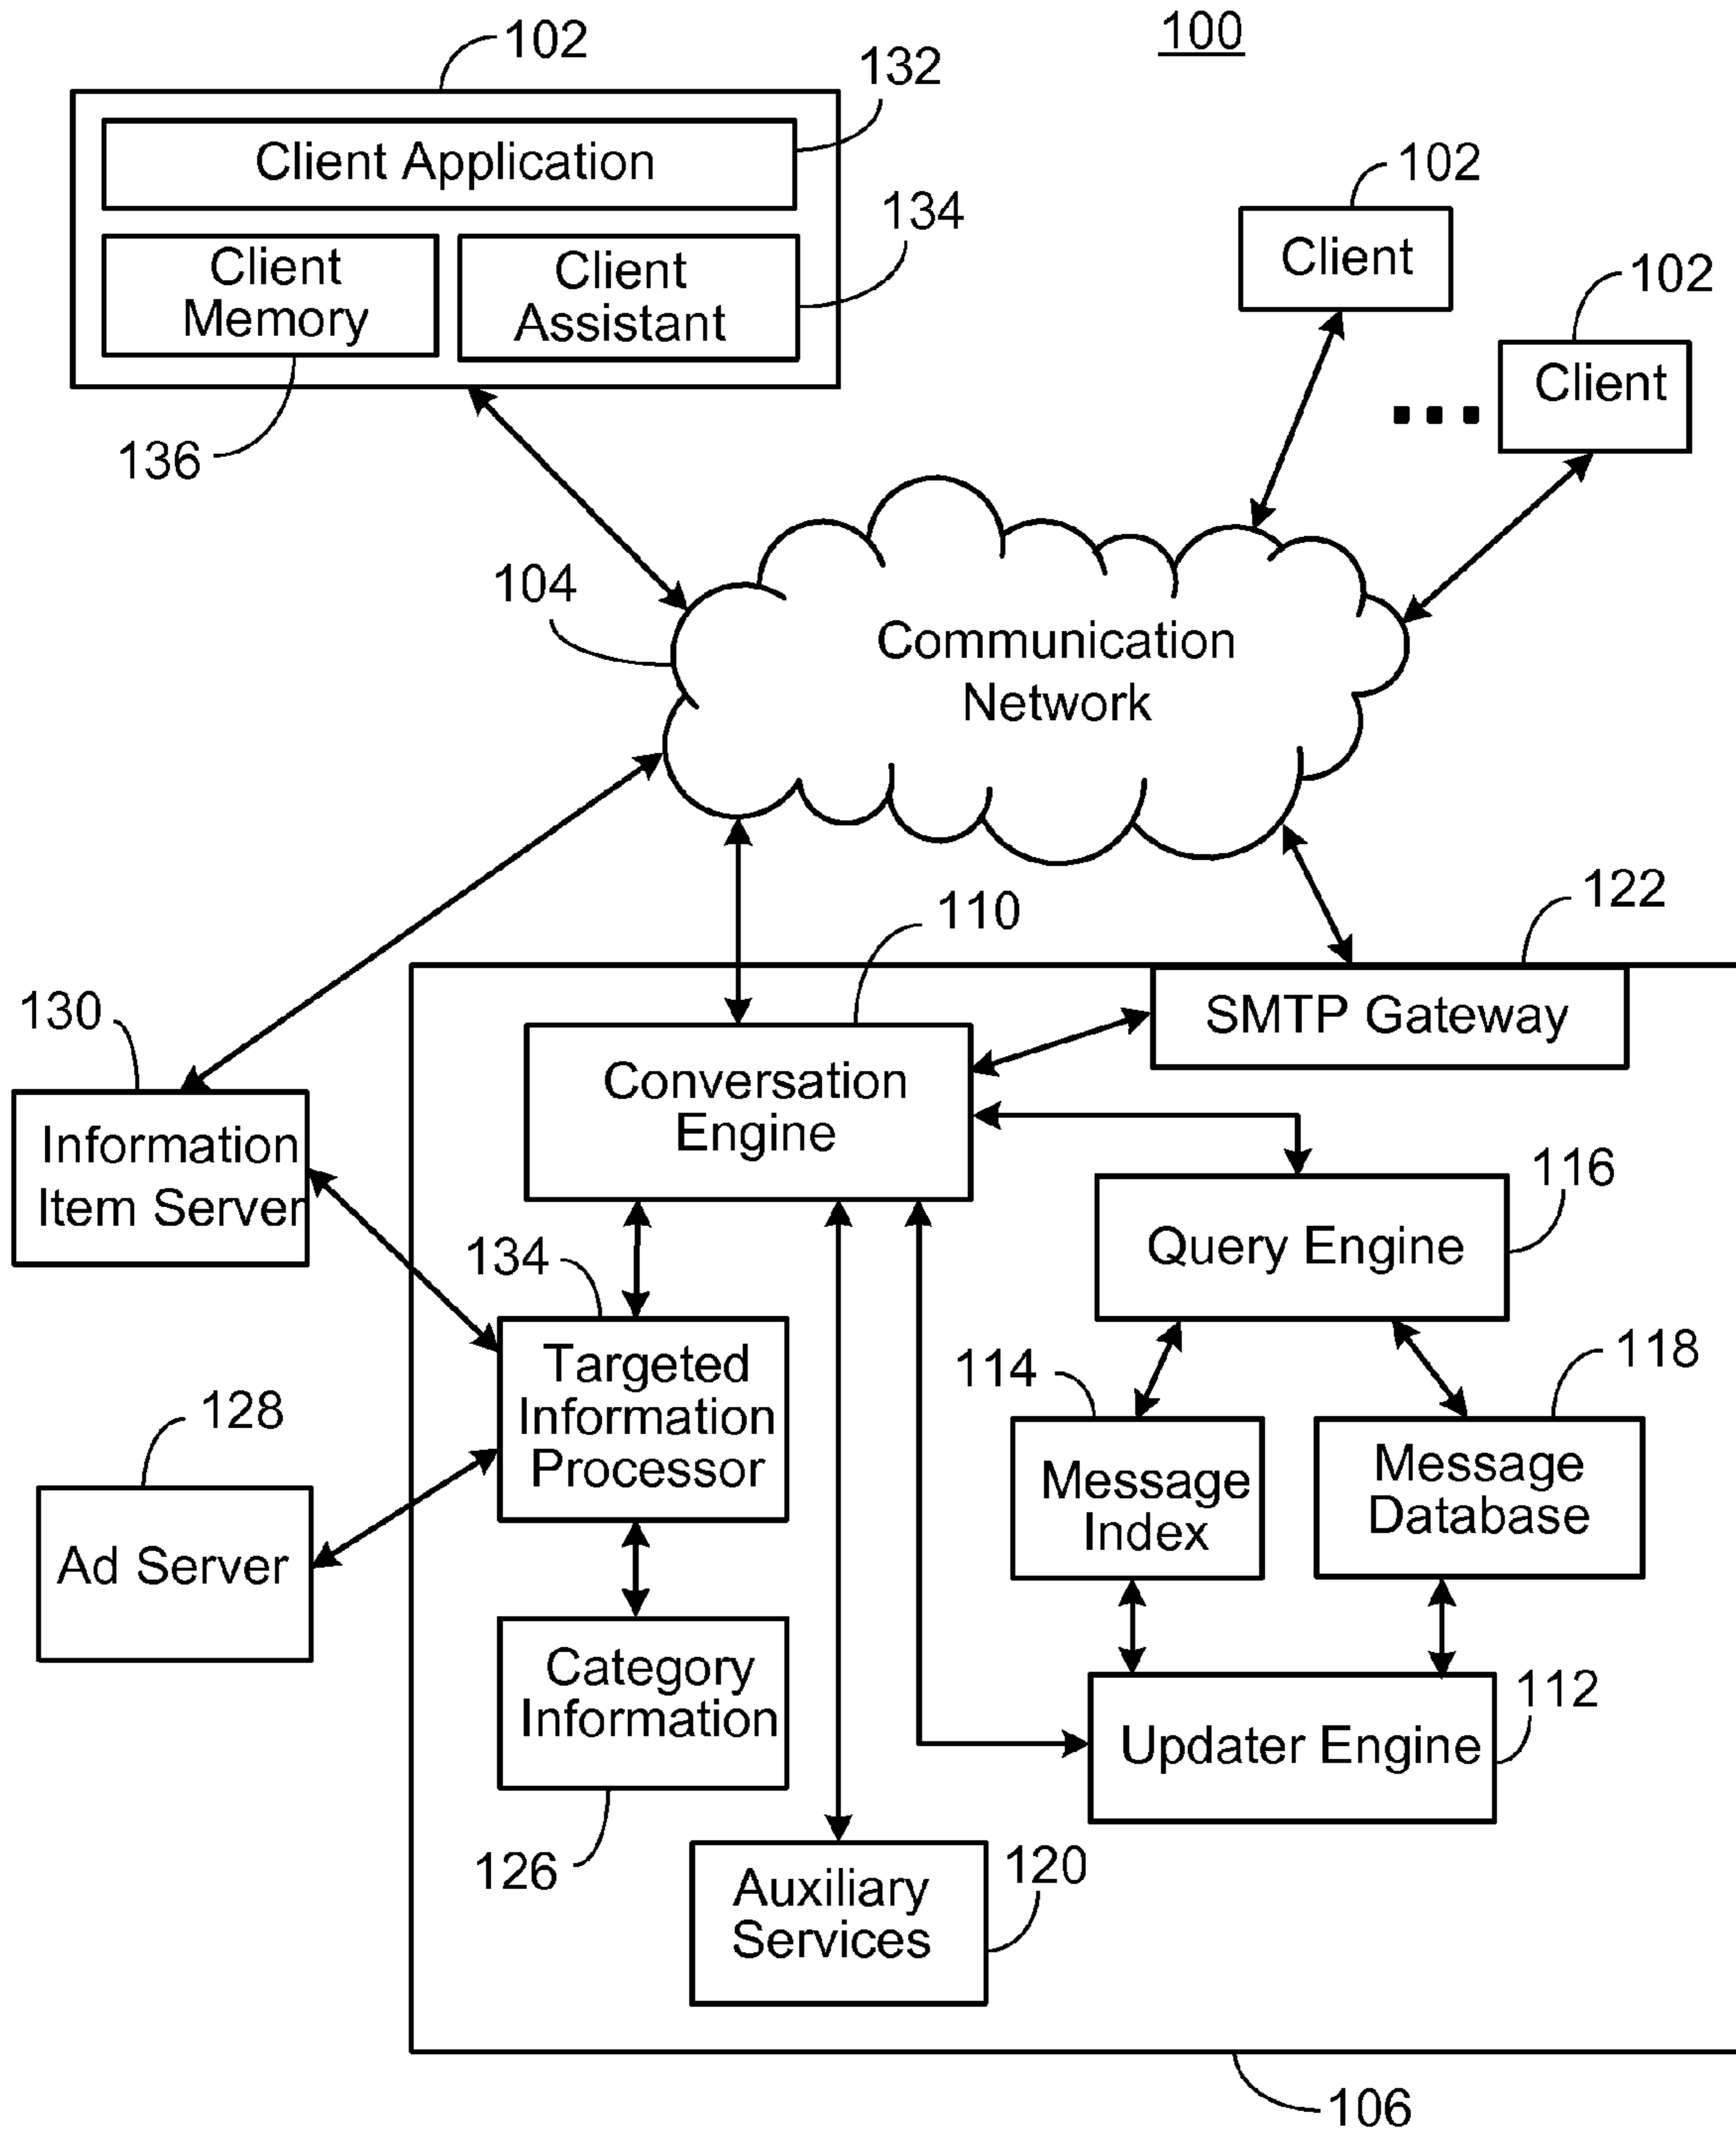 100
102
132
Client Application
134
Client
Memory
Client
Assistant
136
102
Client
102
Client
104
Communication
Network
122
110
SMTP Gateway
130
Conversation
Engine
Information
Item Server
116
Query Engine
134
Targeted
Information
Processor
114
118
128
Message
Index
Message
Database
Ad Server
Category
Information
112
Updater Engine
126
120
Auxiliary
Services
106